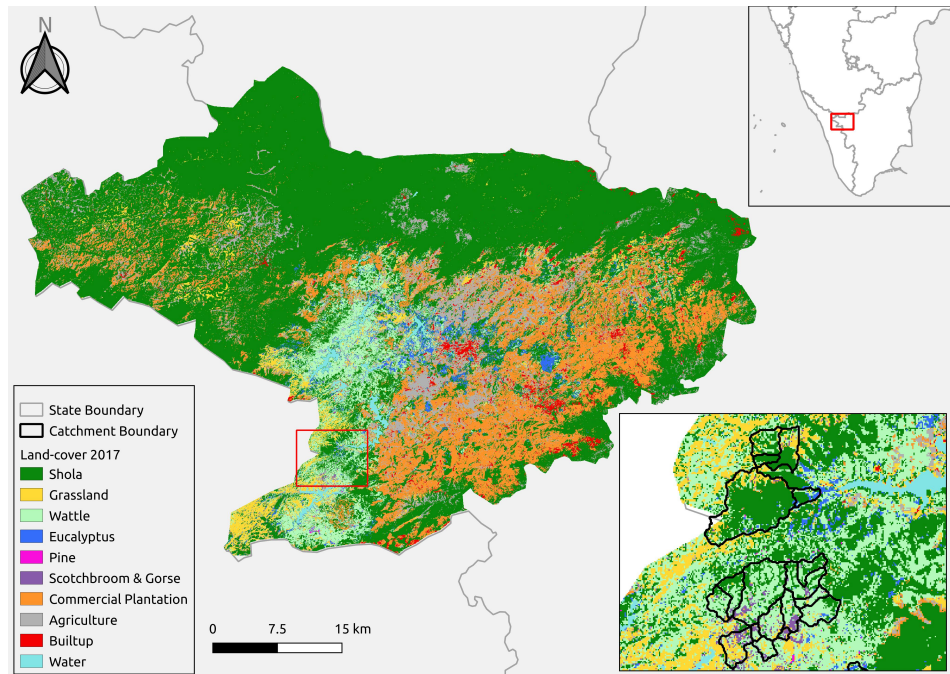 N
State Boundary
Catchment Boundary
Land-cover 2017
Shola
Grassland
Wattle
Eucalyptus
Pine
Scotchbroom & Gorse
Commercial Plantation
Agriculture
Builtup
Water
0 7.5 15 km